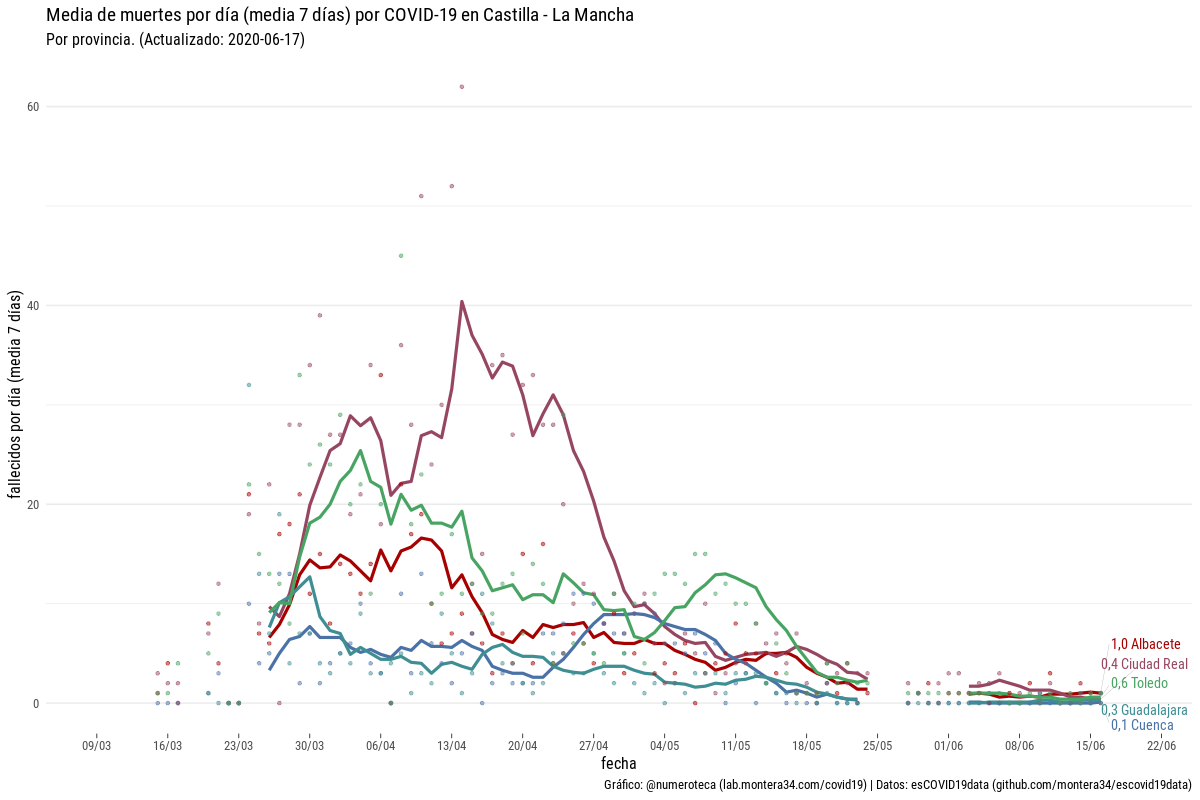 Media de muertes por día (media 7 días) por COVID-19 en Castilla - La Mancha
Por provincia. (Actualizado: 2020-06-17)
fallecidos por día (media 7 días)
60
40
20
0
1,0 Albacete
0,4 Ciudad Real
0,6 Toledo
0,3 Guadalajara
0,1 Cuenca
09/03 16/03 23/03 30/03 06/04 13/04 20/04 27/04 04/05 11/05 18/05 25/05 01/06 08/06 15/06 22/06
fecha
Gráfico: @numeroteca (lab.montera34.com/covid19) | Datos: esCOVID19data (github.com/montera34/escovid19data)